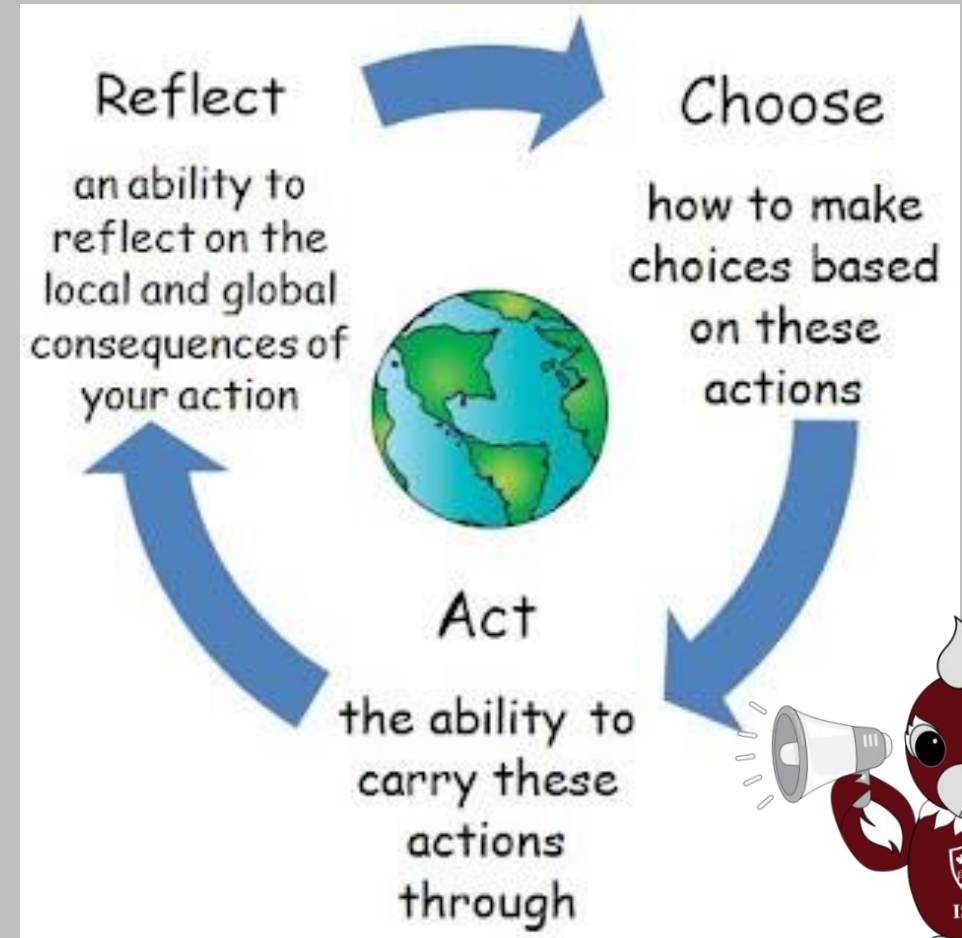 Reflect
an ability to
reflect on the
local and global
consequences of
your action
Choose
how to make
choices based
on these
actions
Act
the ability to
carry these
actions
through